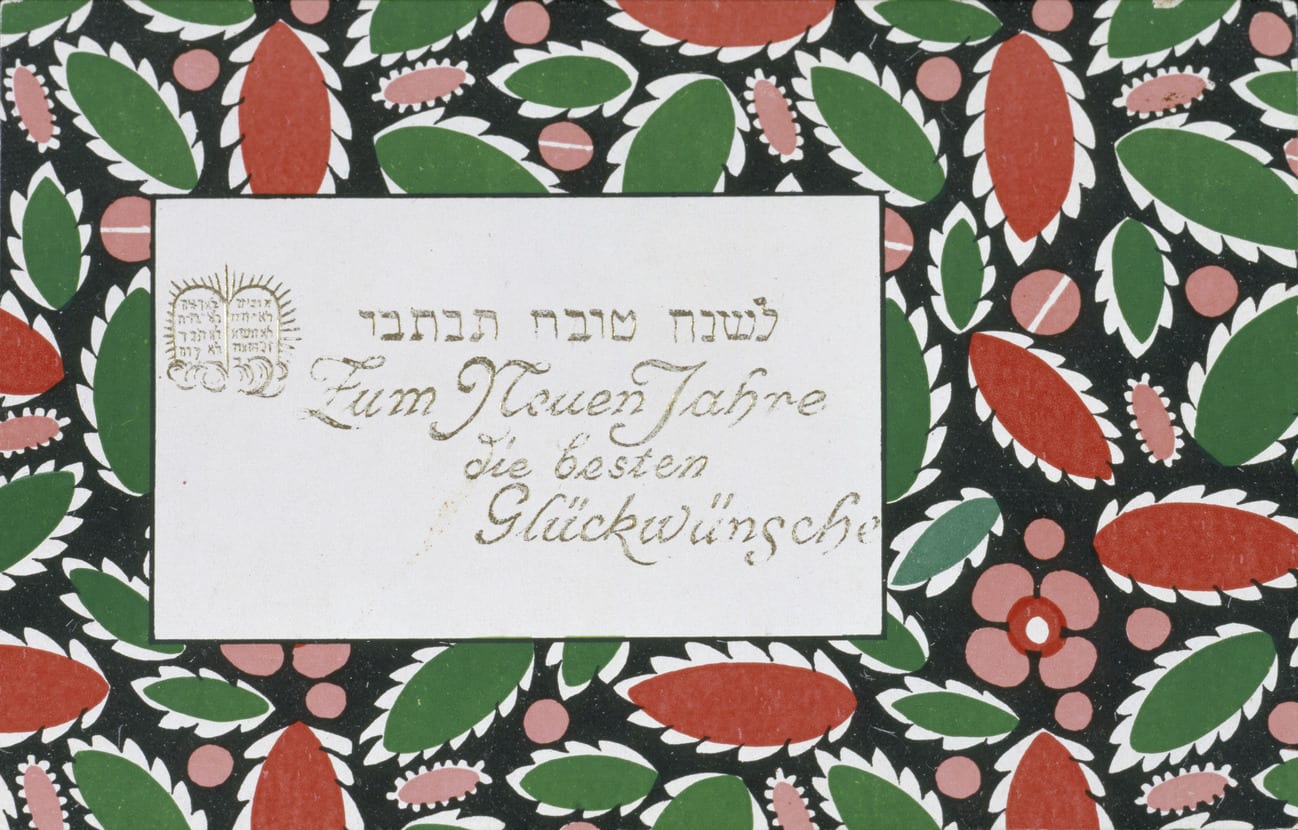 לשנה טובה תכתבו
Zum Neuen Jahre
die besten
Glückwünsche